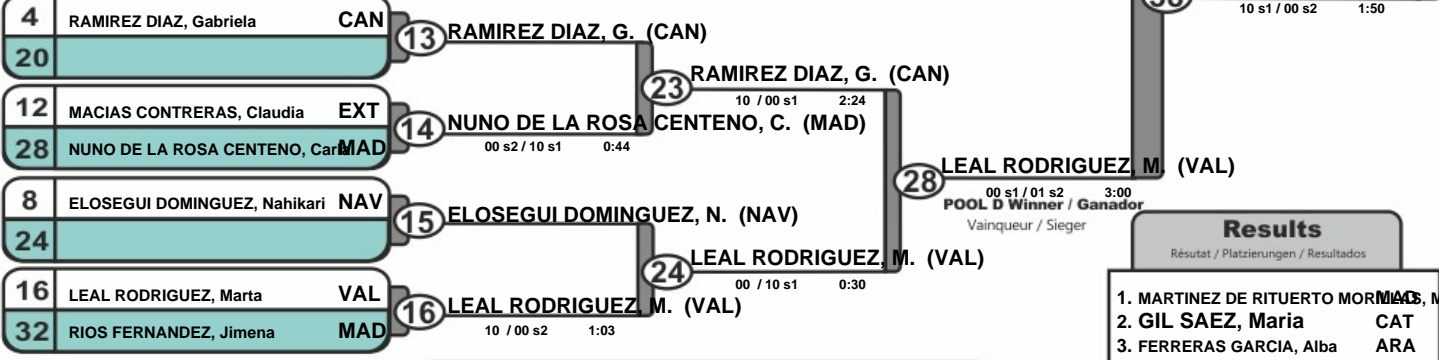 4 RAMIREZ DIAZ, Gabriela CAN
20
13 RAMIREZ DIAZ, G. (CAN)
12 MACIAS CONTRERAS, Claudia EXT
28 NUNO DE LA ROSA CENTENO, Carla MAD
14 NUNO DE LA ROSA CENTENO, C. (MAD)
00 s2 / 10 s1 0:44
23 RAMIREZ DIAZ, G. (CAN)
10 / 00 s1 2:24
8 ELOSEGUI DOMINGUEZ, Nahikari NAV
24
15 ELOSEGUI DOMINGUEZ, N. (NAV)
16 LEAL RODRIGUEZ, Marta VAL
32 RIOS FERNANDEZ, Jimena MAD
16 LEAL RODRIGUEZ, M. (VAL)
10 / 00 s2 1:03
24 LEAL RODRIGUEZ, M. (VAL)
00 / 10 s1 0:30
28 LEAL RODRIGUEZ, M. (VAL)
00 s1 / 01 s2 3:00
POOL D Winner / Ganador
Vainqueur / Sieger
10 s1 / 00 s2 1:50
Results
Résutat / Platzierungen / Resultados
1. MARTINEZ DE RITUERTO MAD
2. GIL SAEZ, Maria CAT
3. FERRERAS GARCIA, Alba ARA